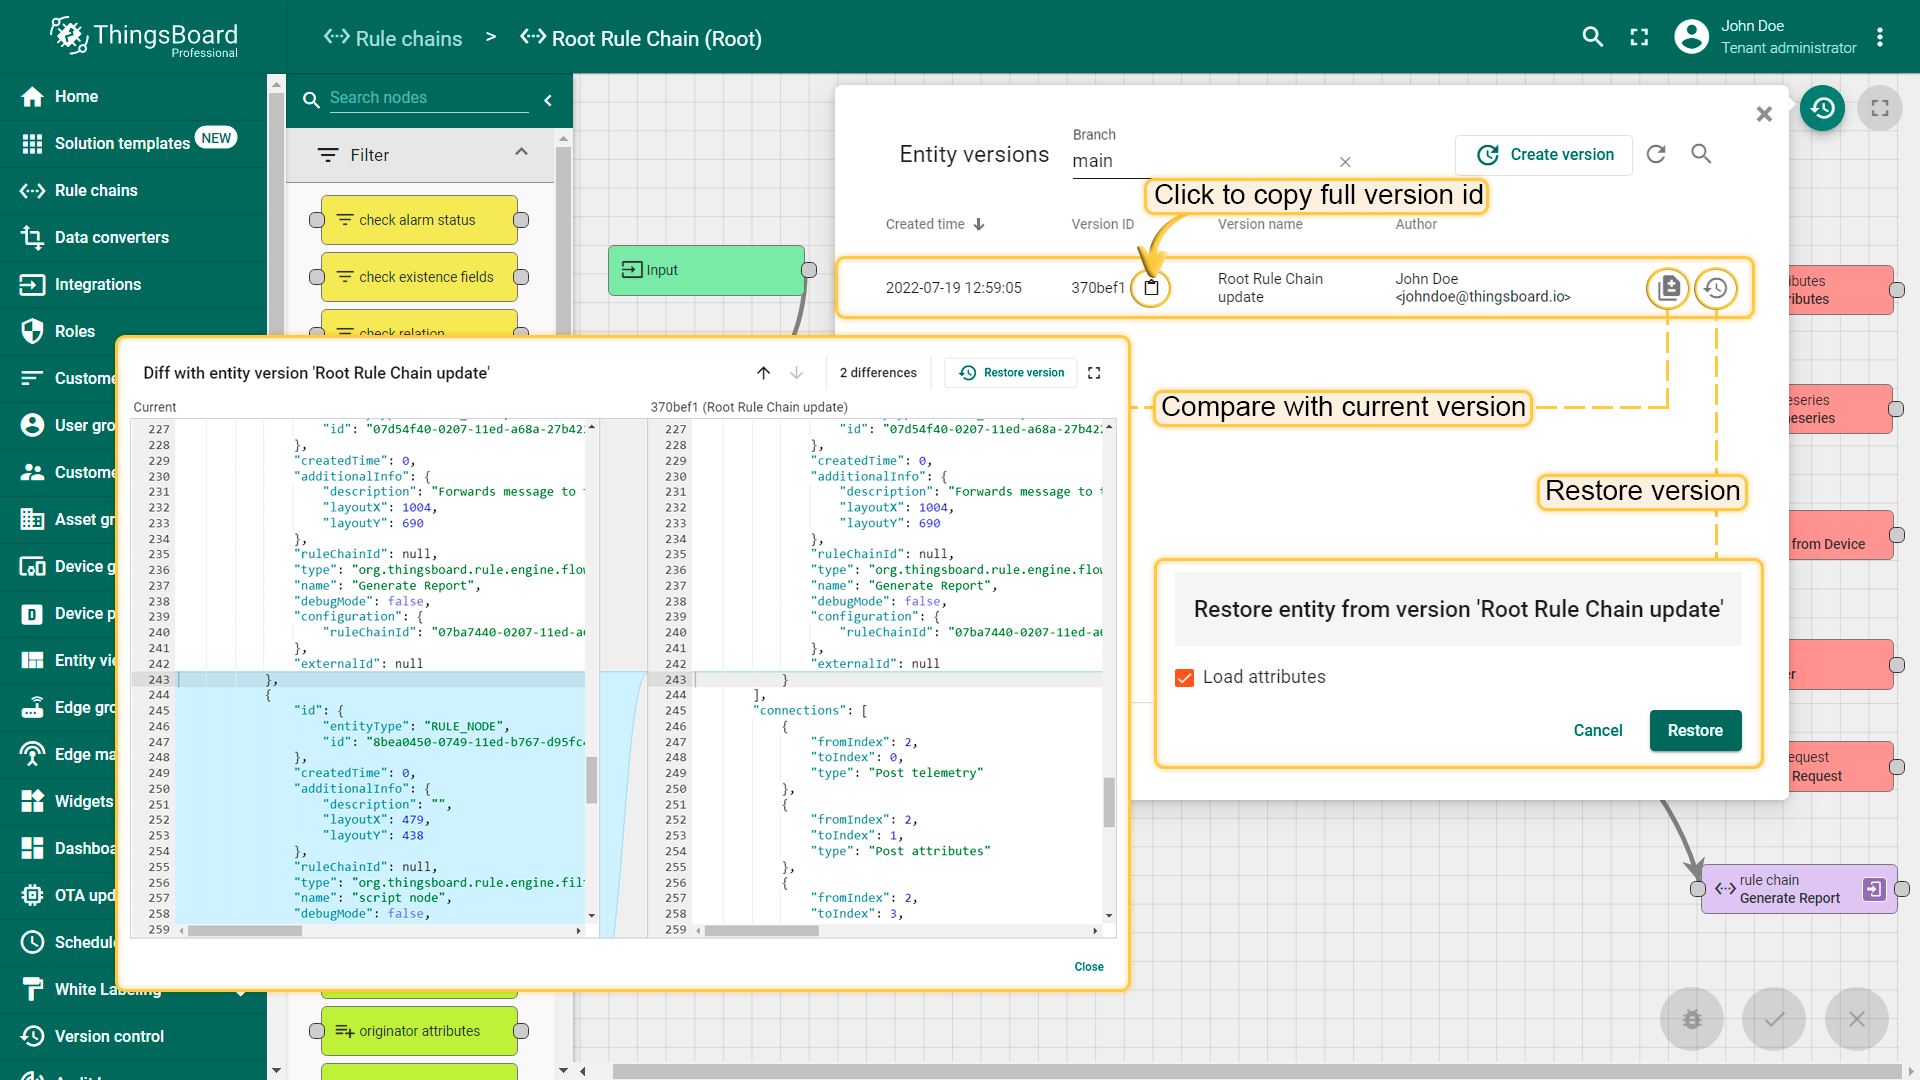 ThingsBoard
Professional
Rule chains > Root Rule Chain (Root)
John Doe
Tenant administrator
Home
Solution templates NEW
Rule chains
Data converters
Integrations
Roles
Custome
User gro
Custome
Asset gr
Device g
Device p
Entity vie
Edge gro
Edge ma
Widgets
Dashboa
OTA upd
Schedul
White Labeling
Version control
Search nodes
Filter
check alarm status
check existence fields
check relation
originator attributes
Input
Entity versions
Branch
main
Create version
Click to copy full version id
Created time
Version ID
Version name
Author
2022-07-19 12:59:05
370bef1
Root Rule Chain
update
John Doe
<johndoe@thingsboard.io>
Compare with current version
Restore version
Restore entity from version 'Root Rule Chain update'
Load attributes
Cancel
Restore
Diff with entity version 'Root Rule Chain update'
2 differences
Restore version
Current
227 "id": "07d54f40-0207-11ed-a68a-27b42
228 },
229 "createdTime": 0,
230 "additionalInfo": {
231 "description": "Forwards message to
232 "layoutX": 1004,
233 "layoutY": 690
234 },
235 "ruleChainId": null,
236 "type": "org.thingsboard.rule.engine.flow
237 "name": "Generate Report",
238 "debugMode": false,
239 "configuration": {
240 "ruleChainId": "07ba7440-0207-11ed-a
241 },
242 "externalId": null
243 },
244 {
245 "id": {
246 "entityType": "RULE_NODE",
247 "id": "8bea0450-0749-11ed-b767-d95fc
248 },
249 "createdTime": 0,
250 "additionalInfo": {
251 "description": "",
252 "layoutX": 479,
253 "layoutY": 438
254 },
255 "ruleChainId": null,
256 "type": "org.thingsboard.rule.engine.fil
257 "name": "script node",
258 "debugMode": false,
259
370bef1 (Root Rule Chain update)
227 "id": "07d54f40-0207-11ed-a68a-27b42
228 },
229 "createdTime": 0,
230 "additionalInfo": {
231 "description": "Forwards message to
232 "layoutX": 1004,
233 "layoutY": 690
234 },
235 "ruleChainId": null,
236 "type": "org.thingsboard.rule.engine.flow
237 "name": "Generate Report",
238 "debugMode": false,
239 "configuration": {
240 "ruleChainId": "07ba7440-0207-11ed-a
241 },
242 "externalId": null
243 }
244 ],
245 "connections": [
246 {
247 "fromIndex": 2,
248 "toIndex": 0,
249 "type": "Post telemetry"
250 },
251 {
252 "fromIndex": 2,
253 "toIndex": 1,
254 "type": "Post attributes"
255 },
256 {
257 "fromIndex": 2,
258 "toIndex": 3,
259
Close
ibutes
ributes
eseries
eseries
from Device
er
equest
Request
rule chain
Generate Report